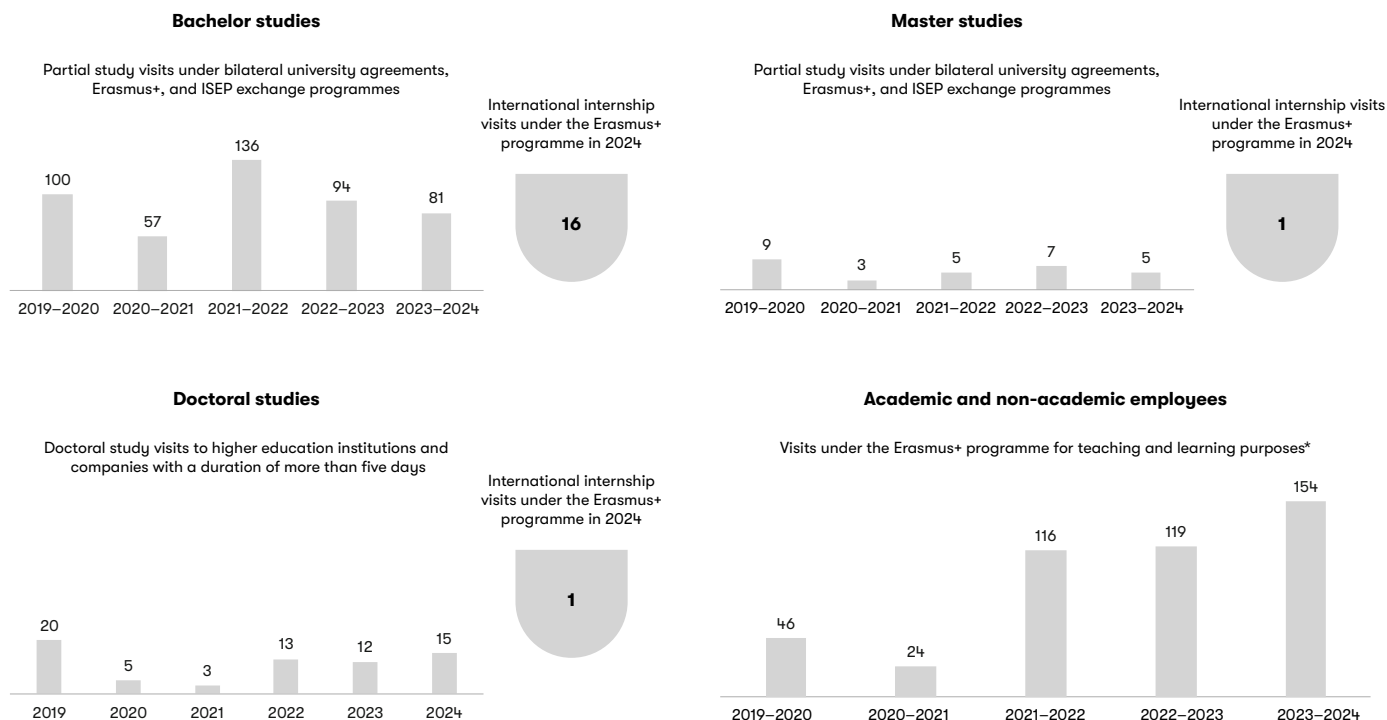 Bachelor studies
Partial study visits under bilateral university agreements,
Erasmus+, and ISEP exchange programmes
International internship
visits under the Erasmus+
programme in 2024
100
57
136
94
81
16
2019–2020 2020–2021 2021–2022 2022–2023 2023–2024
Master studies
Partial study visits under bilateral university agreements,
Erasmus+, and ISEP exchange programmes
International internship visits
under the Erasmus+
programme in 2024
9
3
5
7
5
1
2019–2020 2020–2021 2021–2022 2022–2023 2023–2024
Doctoral studies
Doctoral study visits to higher education institutions and
companies with a duration of more than five days
International internship
visits under the Erasmus+
programme in 2024
20
5
3
13
12
15
1
2019 2020 2021 2022 2023 2024
Academic and non-academic employees
Visits under the Erasmus+ programme for teaching and learning purposes*
46
24
116
119
154
2019–2020 2020–2021 2021–2022 2022–2023 2023–2024